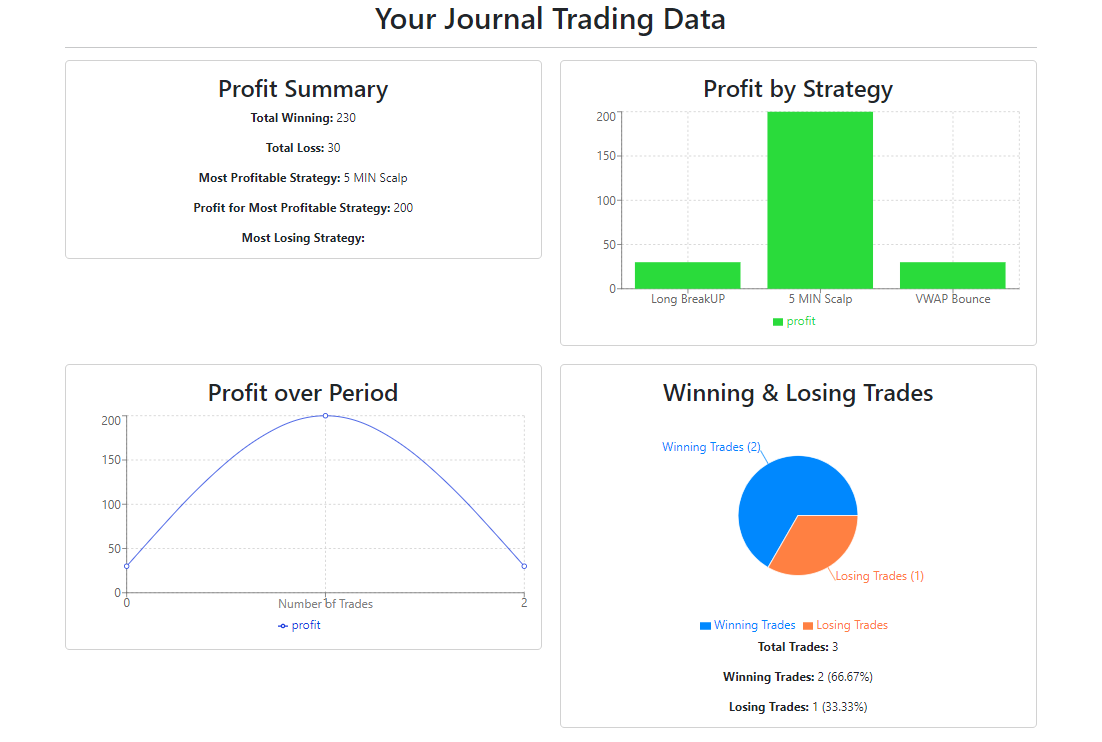 Your Journal Trading Data
Profit Summary
Total Winning: 230
Total Loss: 30
Most Profitable Strategy: 5 MIN Scalp
Profit for Most Profitable Strategy: 200
Most Losing Strategy:
Profit by Strategy
200
150
100
50
0
Long BreakUP 5 MIN Scalp VWAP Bounce
profit
Profit over Period
200
150
100
50
0
0 1 2
Number of Trades
profit
Winning & Losing Trades
Winning Trades (2)
Losing Trades (1)
Winning Trades Losing Trades
Total Trades: 3
Winning Trades: 2 (66.67%)
Losing Trades: 1 (33.33%)